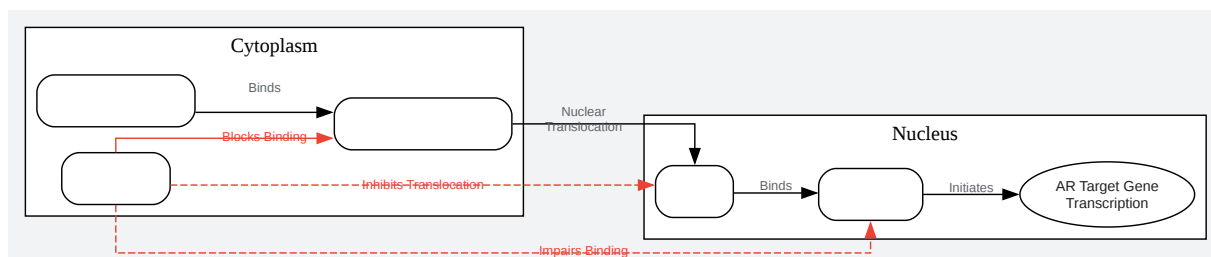 Cytoplasm
Binds
Blocks Binding
Inhibits Translocation
Impairs Binding
Nuclear
Translocation
Nucleus
Binds
Initiates
AR Target Gene
Transcription